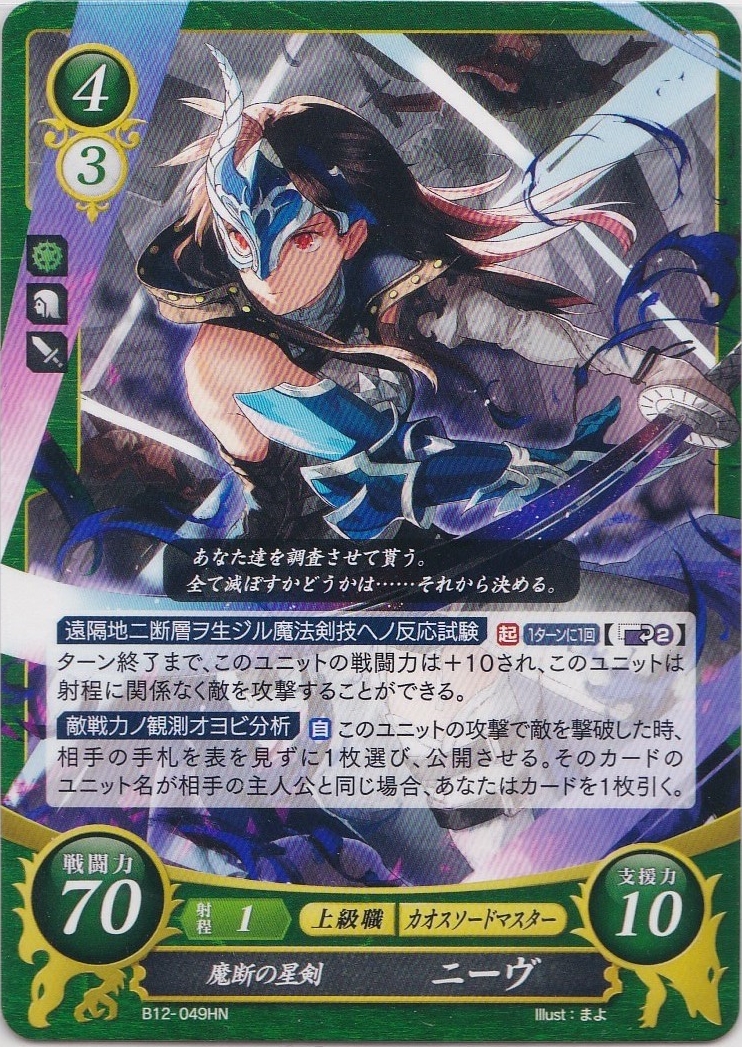 4
3
あなた達を調査させて貰う。
全て滅ぼすかどうかは……それから決める。
遠隔地ニ断層ヲ生ジル魔法剣技ヘノ反応試験 起 1ターンに1回 【2】
ターン終了まで、このユニットの戦闘力は+10され、このユニットは
射程に関係なく敵を攻撃することができる。
敵戦力ノ観測オヨビ分析 自 このユニットの攻撃で敵を撃破した時、
相手の手札を表を見ずに1枚選び、公開させる。そのカードの
ユニット名が相手の主人公と同じ場合、あなたはカードを1枚引く。
戦闘力
70
射程 1
上級職 カオスソードマスター
支援力
10
魔断の星剣 ニーヴ
B12-049HN Illust:まよ